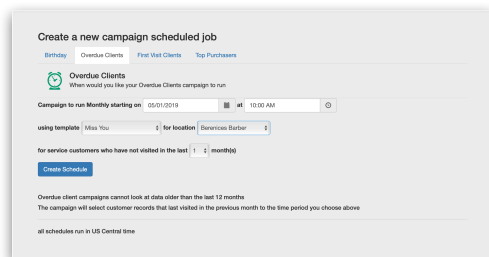 Create a new campaign scheduled job
Birthday Overdue Clients First Visit Clients Top Purchasers
Overdue Clients
When would you like your Overdue Clients campaign to run
Campaign to run Monthly starting on 05/01/2019 at 10:00 AM
using template Miss You for location Berenices Barber
for service customers who have not visited in the last 1 month(s)
Create Schedule
Overdue client campaigns cannot look at data older than the last 12 months
The campaign will select customer records that last visited in the previous month to the time period you choose above
all schedules run in US Central time